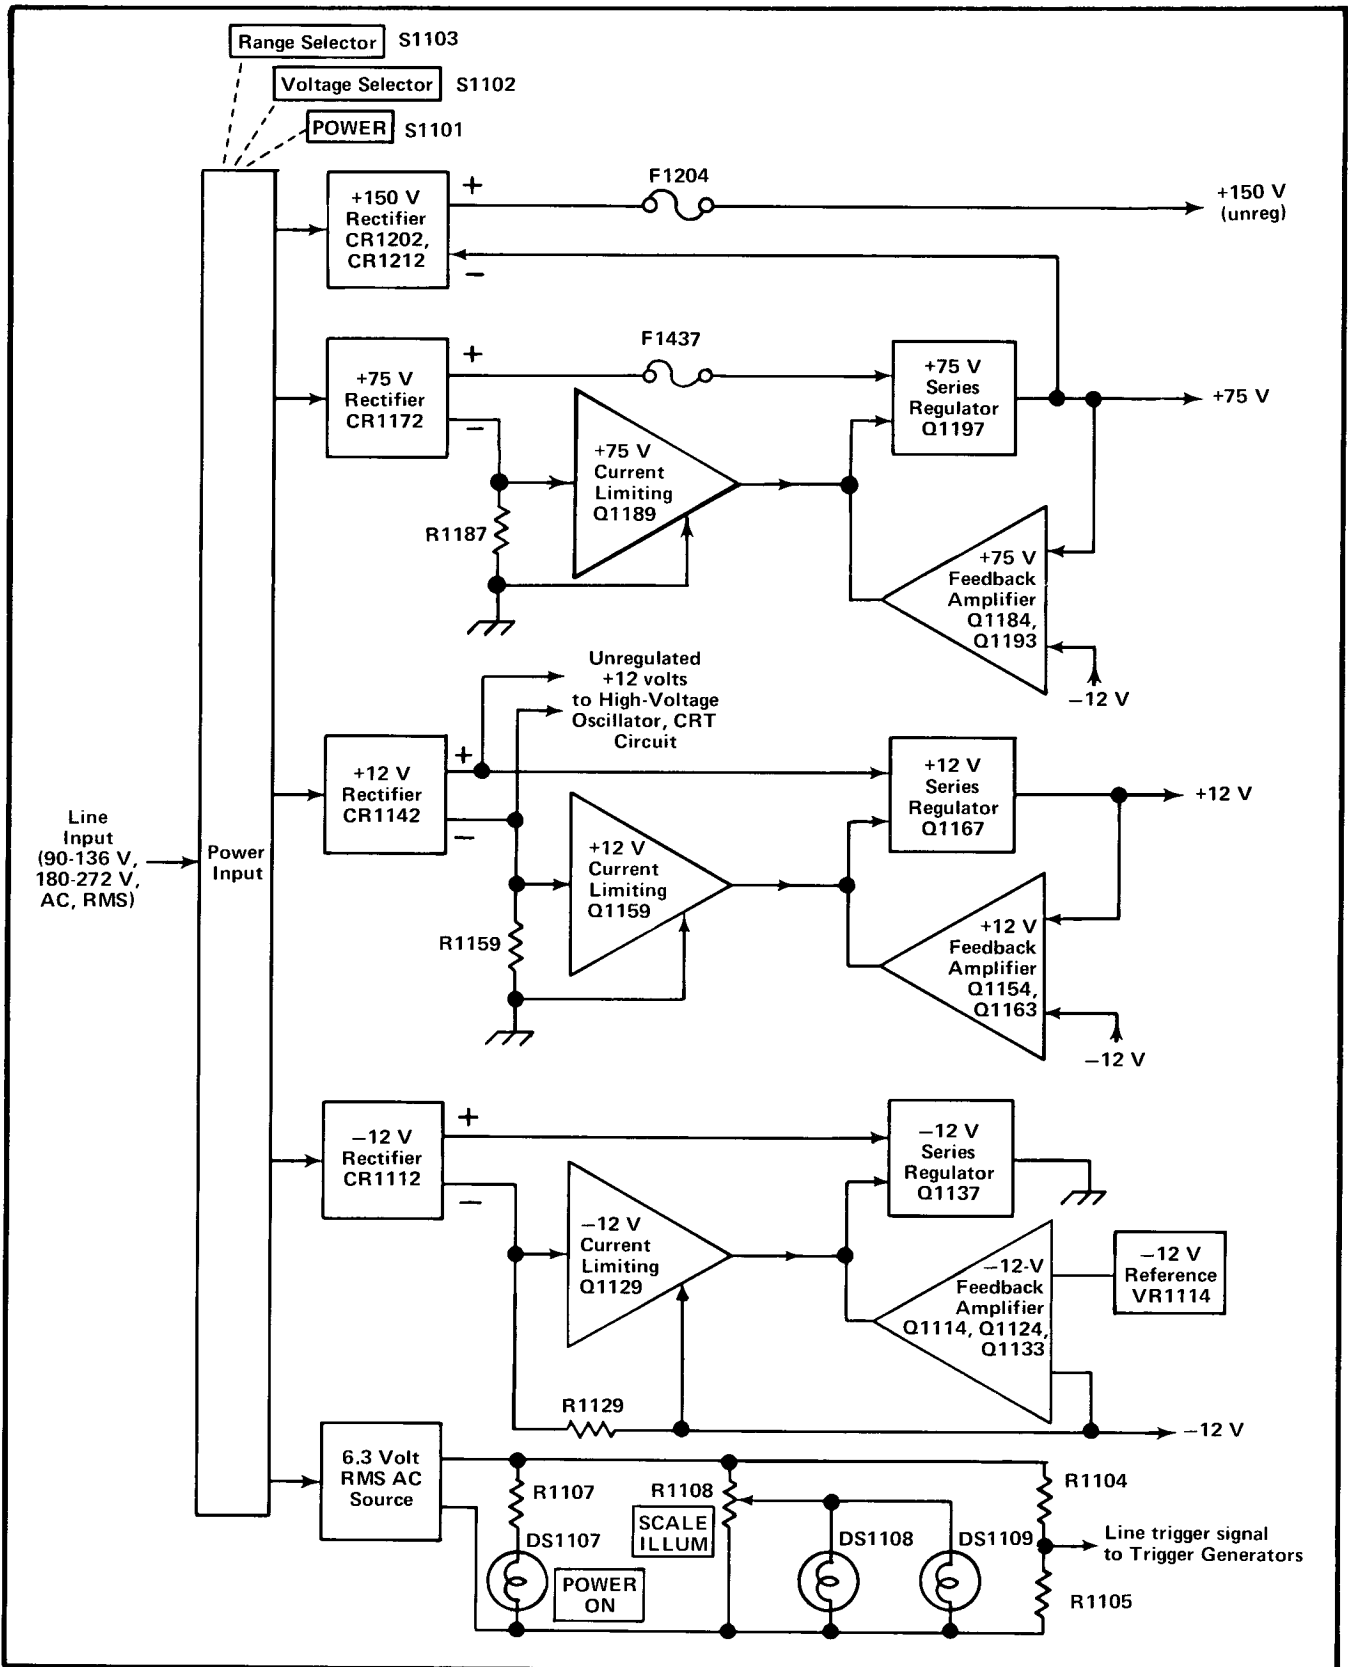 Range Selector S1103
Voltage Selector S1102
POWER S1101
+150 V
Rectifier
CR1202,
CR1212
+
−
F1204
+150 V
(unreg)
+75 V
Rectifier
CR1172
+
−
F1437
+75 V
Series
Regulator
Q1197
+75 V
+75 V
Current
Limiting
Q1189
R1187
+75 V
Feedback
Amplifier
Q1184,
Q1193
−12 V
Unregulated
+12 volts
to High-Voltage
Oscillator, CRT
Circuit
+12 V
Rectifier
CR1142
+
−
+12 V
Series
Regulator
Q1167
+12 V
Line
Input
(90-136 V,
180-272 V,
AC, RMS)
Power
Input
+12 V
Current
Limiting
Q1159
R1159
+12 V
Feedback
Amplifier
Q1154,
Q1163
−12 V
−12 V
Rectifier
CR1112
+
−
−12 V
Series
Regulator
Q1137
−12 V
Current
Limiting
Q1129
−12-V
Feedback
Amplifier
Q1114, Q1124,
Q1133
−12 V
Reference
VR1114
R1129
−12 V
6.3 Volt
RMS AC
Source
R1107
DS1107
POWER
ON
R1108
SCALE
ILLUM
DS1108
DS1109
R1104
Line trigger signal
to Trigger Generators
R1105